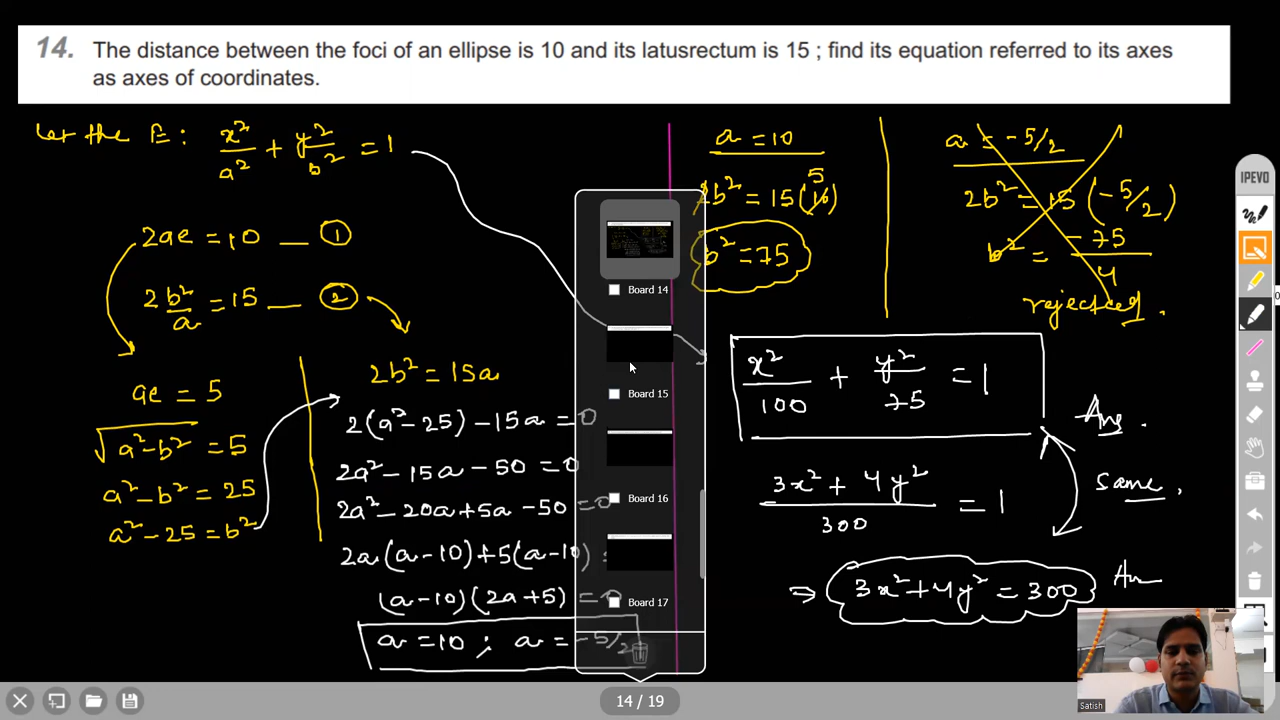 14. The distance between the foci of an ellipse is 10 and its latusrectum is 15 ; find its equation referred to its axes
as axes of coordinates.
Let the E: x²/a² + y²/b² = 1
2ae = 10 — ①
2b²/a = 15 — ②
ae = 5
√a²-b² = 5
a²-b² = 25
a²-25 = b²
2b² = 15a
2(a²-25) -15a = 0
2a² -15a -50 = 0
2a² -20a +5a -50 = 0
2a(a-10)+5(a-10)
(a-10)(2a+5) = 0
a = 10 ; a = -5/2
Board 14
Board 15
Board 16
Board 17
a = 10
2b² = 15(10) 5
b² = 75
a = -5/2
2b² = 15(-5/2)
b² = -75/4
rejected.
x²/100 + y²/75 = 1
Ans.
same.
3x²+4y²/300 = 1
⇒ 3x²+4y² = 300
Ans
IPEVO
14 / 19
Satish